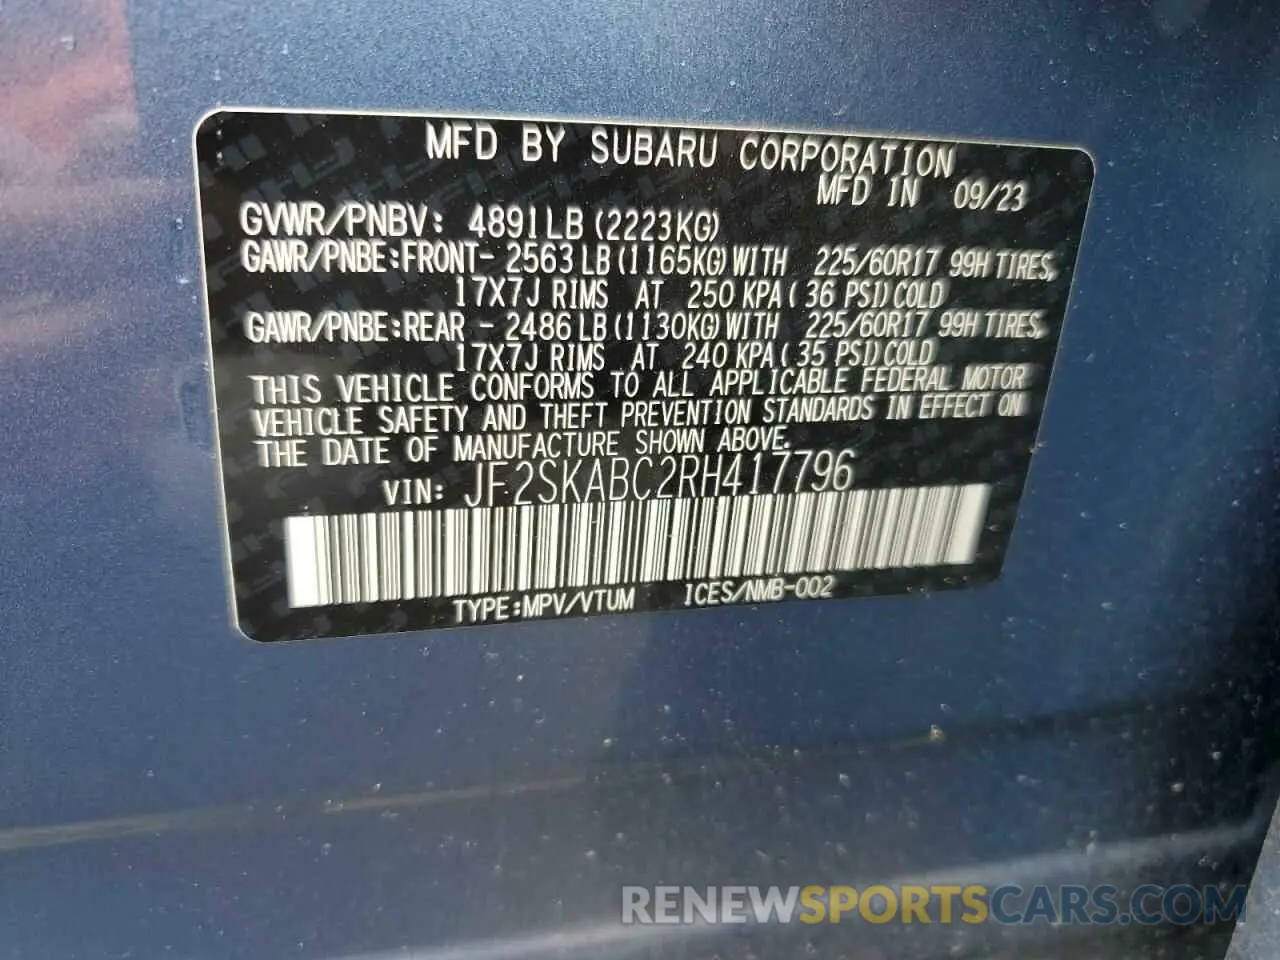 MFD BY SUBARU CORPORATION
MFD IN 09/23
GVWR/PNBV: 4891LB (2223KG)
GAWR/PNBE:FRONT- 2563 LB (1165KG) WITH 225/60R17 99H TIRES,
17X7J RIMS AT 250 KPA ( 36 PSI) COLD
GAWR/PNBE:REAR - 2486 LB (1130KG) WITH 225/60R17 99H TIRES,
17X7J RIMS AT 240 KPA ( 35 PSI) COLD
THIS VEHICLE CONFORMS TO ALL APPLICABLE FEDERAL MOTOR
VEHICLE SAFETY AND THEFT PREVENTION STANDARDS IN EFFECT ON
THE DATE OF MANUFACTURE SHOWN ABOVE.
VIN: JF2SKABC2RH417796
TYPE:MPV/VTUM ICES/NMB-002
RENEWSPORTSCARS.COM